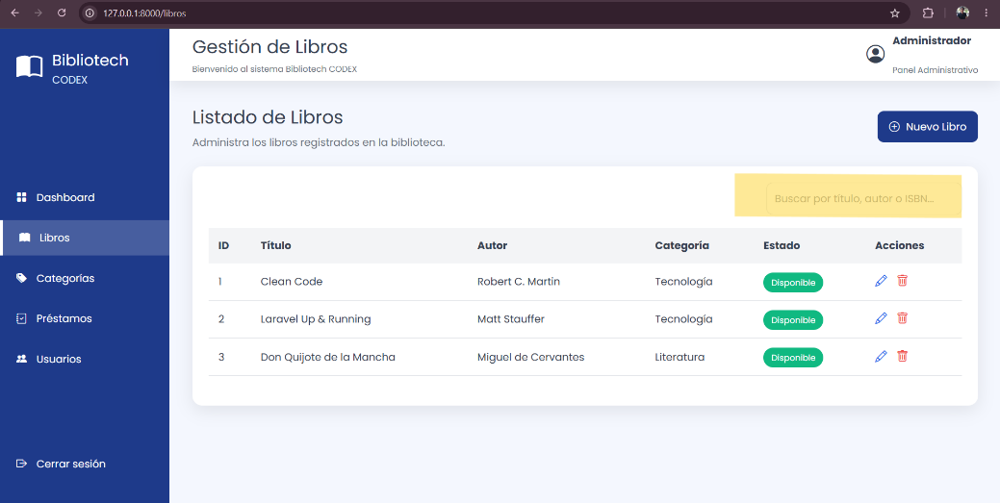 127.0.0.1:8000/libros
Bibliotech
CODEX
Dashboard
Libros
Categorías
Préstamos
Usuarios
Cerrar sesión
Gestión de Libros
Bienvenido al sistema Bibliotech CODEX
Administrador
Panel Administrativo
Listado de Libros
Administra los libros registrados en la biblioteca.
Nuevo Libro
Buscar por título, autor o ISBN...
ID Título Autor Categoría Estado Acciones
1 Clean Code Robert C. Martin Tecnología Disponible
2 Laravel Up & Running Matt Stauffer Tecnología Disponible
3 Don Quijote de la Mancha Miguel de Cervantes Literatura Disponible